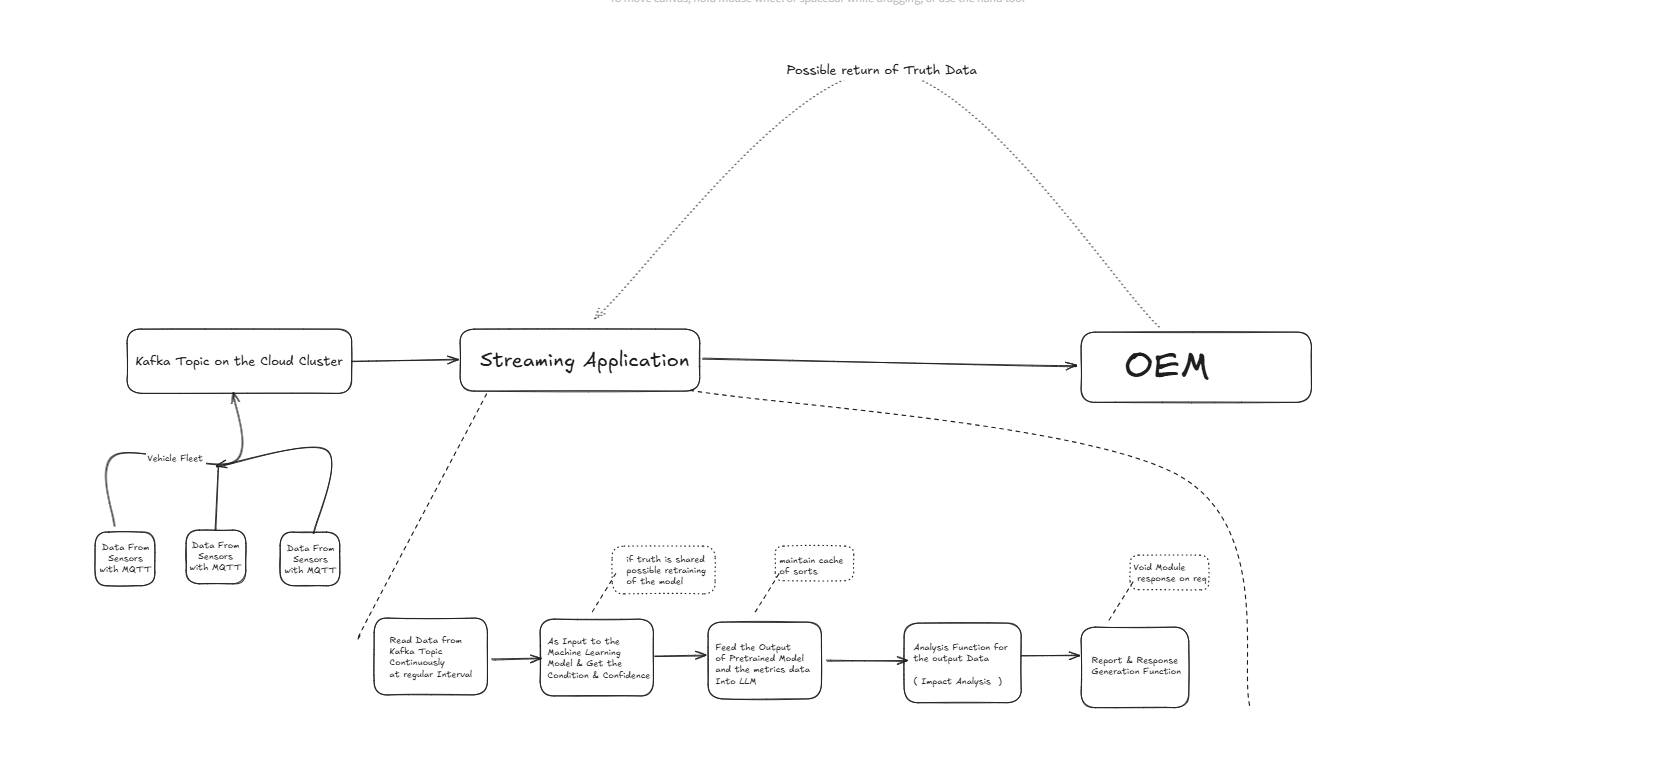 To move canvas, hold mouse wheel or spacebar while dragging, or use the hand tool
Possible return of Truth Data
Kafka Topic on the Cloud Cluster
Streaming Application
OEM
Vehicle Fleet
Data From
Sensors
with MQTT
Data From
Sensors
with MQTT
Data From
Sensors
with MQTT
if truth is shared
possible retraining
of the model
maintain cache
of sorts
Void Module
response on req
Read Data from
Kafka Topic
Continuously
at regular Interval
As Input to the
Machine Learning
Model & Get the
Condition & Confidence
Feed the Output
of Pretrained Model
and the metrics data
Into LLM
Analysis Function for
the output Data
( Impact Analysis )
Report & Response
Generation Function